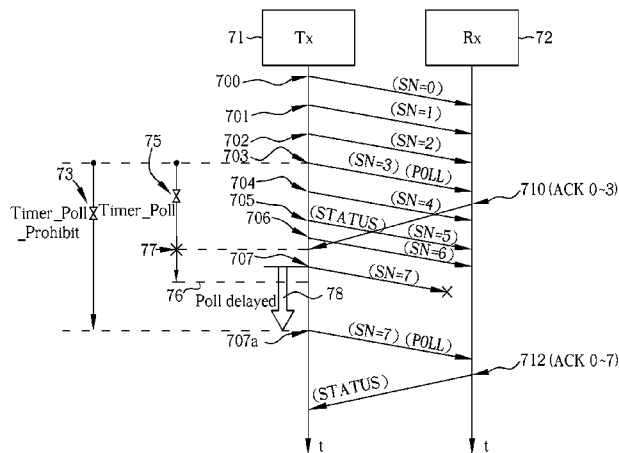 71 Tx Rx 72
700 (SN=0)
701 (SN=1)
702 (SN=2)
703 (SN=3) (POLL)
73 75
Timer_Poll
_Prohibit
Timer_Poll
704 (SN=4)
710 (ACK 0~3)
705 (STATUS) (SN=5)
706 (SN=6)
77
707 (SN=7)
76 Poll delayed 78
707a (SN=7) (POLL)
712 (ACK 0~7)
(STATUS)
t t